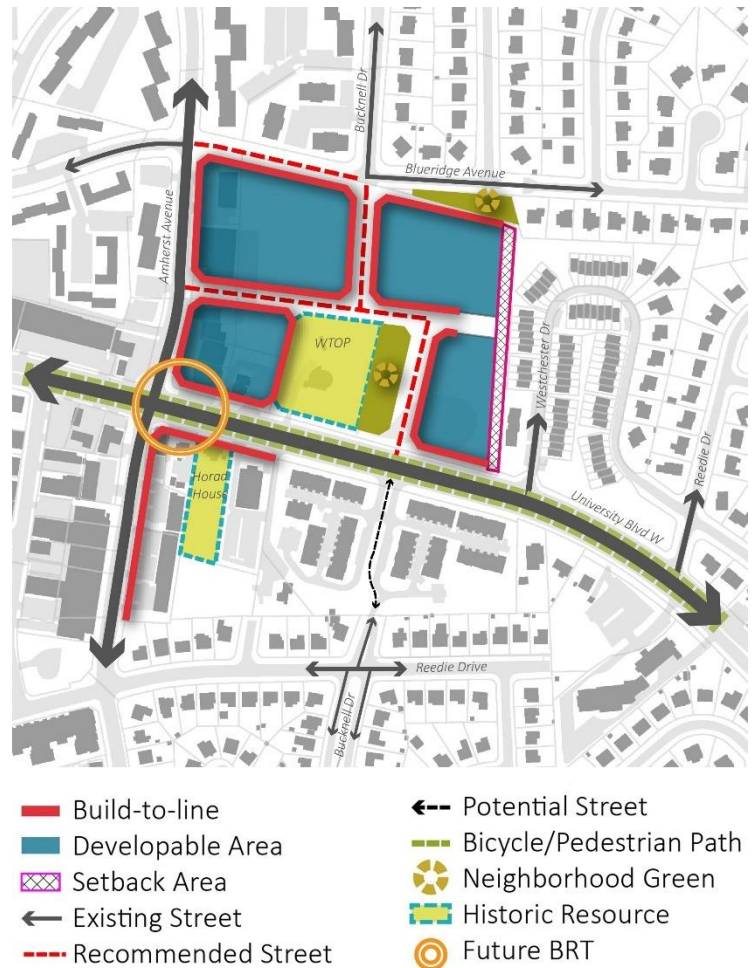 Bucknell Dr
Blueridge Avenue
Amherst Avenue
WTOP
Westchester Dr
Reedie Dr
Horad
House
University Blvd W
Reedie Drive
Bucknell Dr
Build-to-line
Developable Area
Setback Area
Existing Street
Recommended Street
Potential Street
Bicycle/Pedestrian Path
Neighborhood Green
Historic Resource
Future BRT